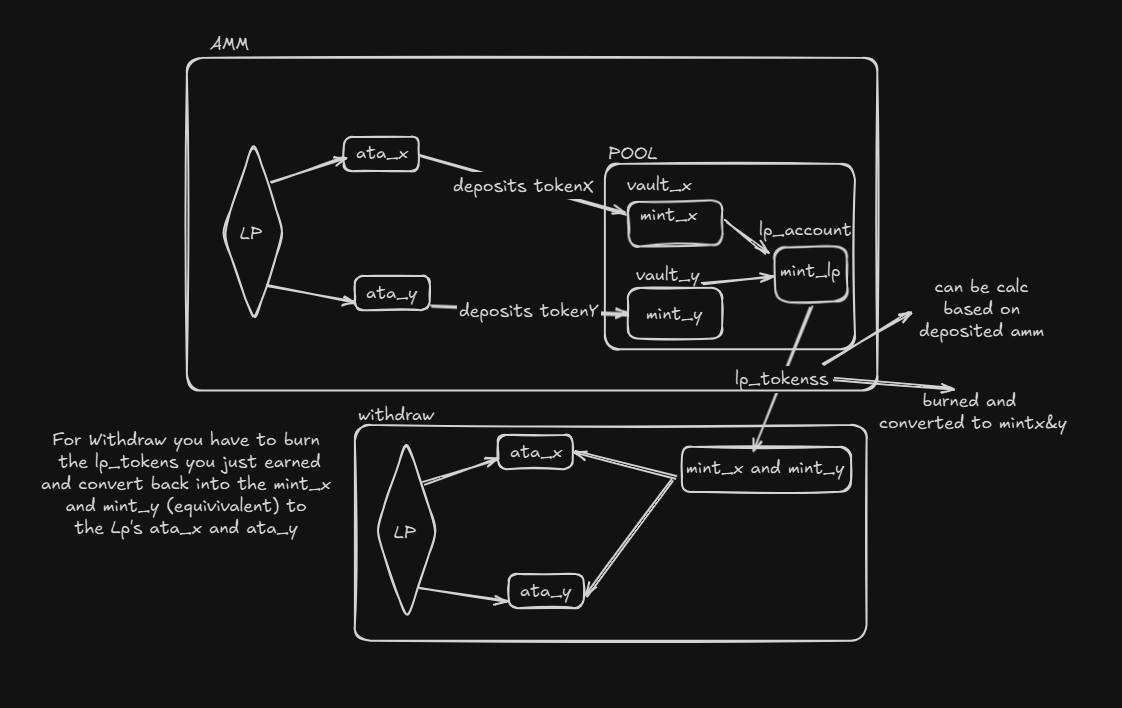 AMM
LP
ata_x
deposits tokenX
ata_y
deposits tokenY
POOL
vault_x
mint_x
lp_account
mint_lp
vault_y
mint_y
can be calc
based on
deposited amm
lp_tokenss
burned and
converted to mintx&y
withdraw
For Withdraw you have to burn
the lp_tokens you just earned
and convert back into the mint_x
and mint_y (equivivalent) to
the Lp's ata_x and ata_y
LP
ata_x
ata_y
mint_x and mint_y